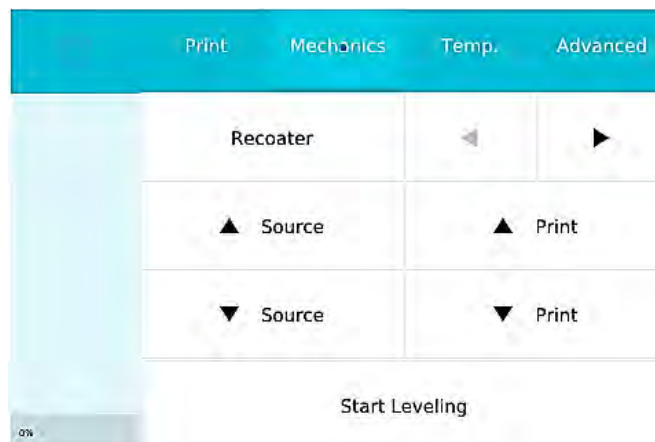 Print Mechanics Temp. Advanced
Recoater
Source Print
Source Print
Start Leveling
0%